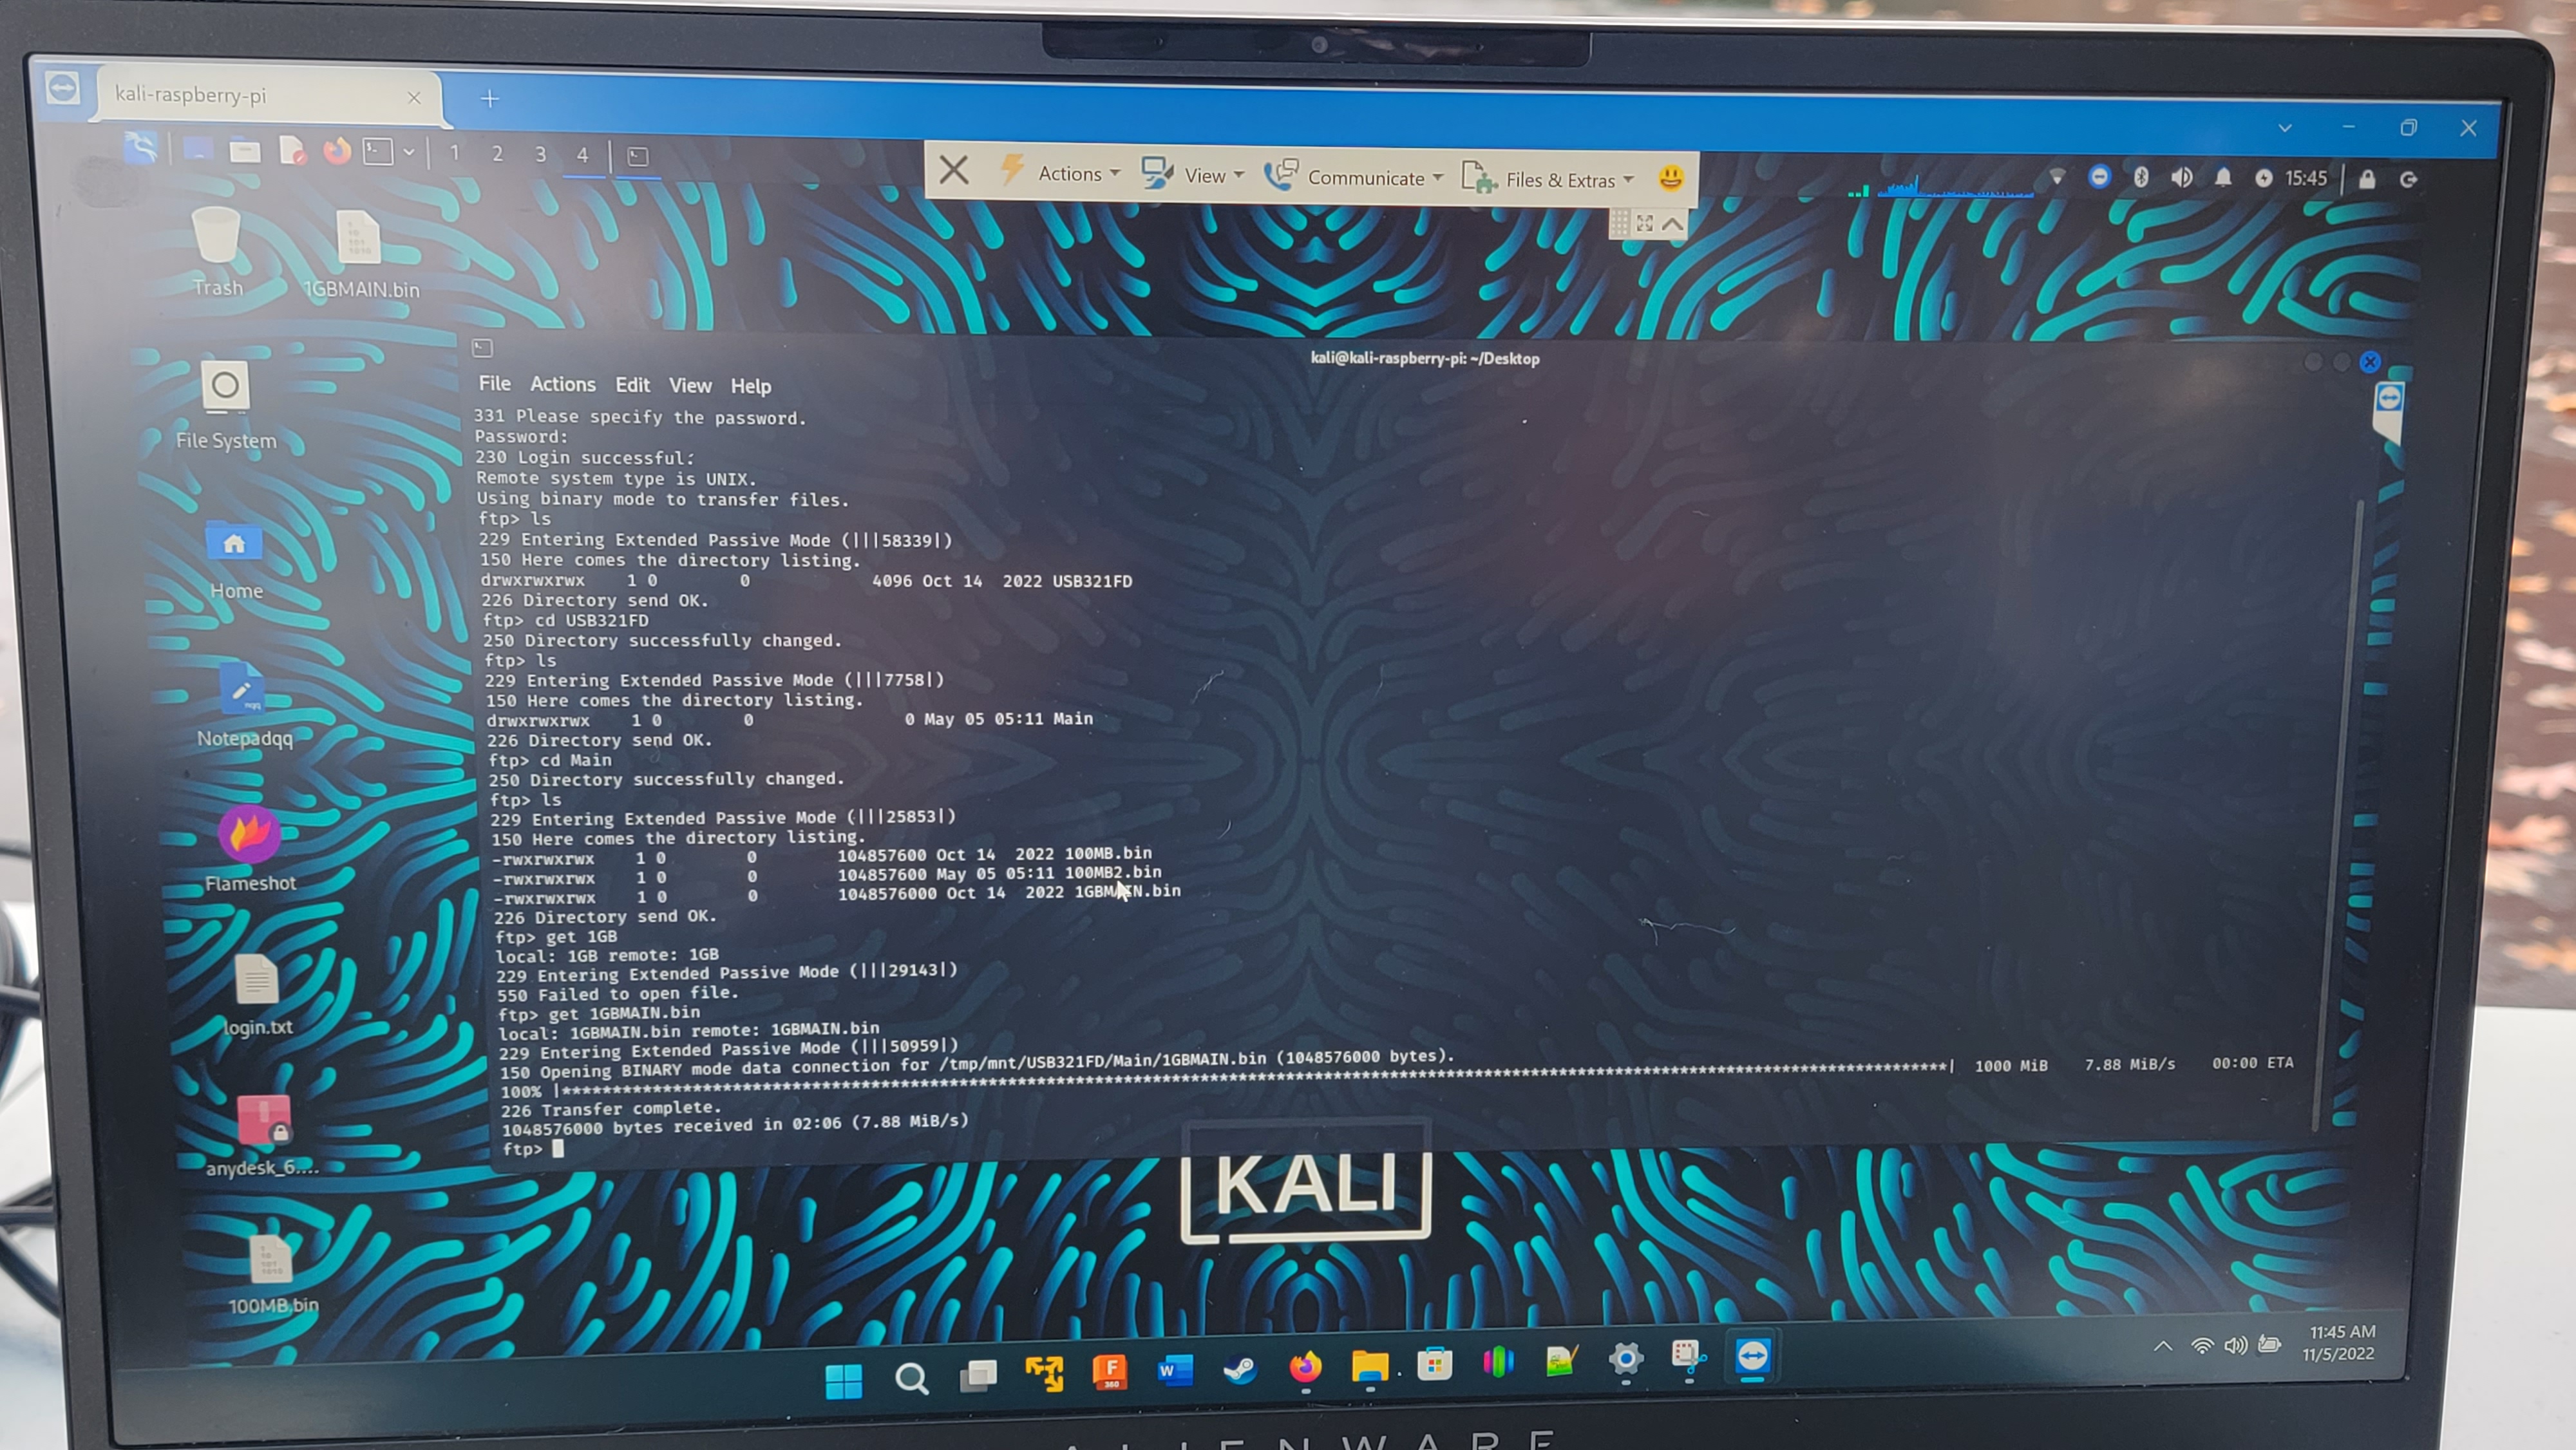 kali-raspberry-pi
1 2 3 4
Actions View Communicate Files & Extras
15:45
Trash
1GBMAIN.bin
File System
Home
Notepadqq
Flameshot
login.txt
anydesk_6....
100MB.bin
kali@kali-raspberry-pi: ~/Desktop
File Actions Edit View Help
331 Please specify the password.
Password:
230 Login successful.
Remote system type is UNIX.
Using binary mode to transfer files.
ftp> ls
229 Entering Extended Passive Mode (|||58339|)
150 Here comes the directory listing.
drwxrwxrwx 1 0 0 4096 Oct 14 2022 USB321FD
226 Directory send OK.
ftp> cd USB321FD
250 Directory successfully changed.
ftp> ls
229 Entering Extended Passive Mode (|||7758|)
150 Here comes the directory listing.
drwxrwxrwx 1 0 0 0 May 05 05:11 Main
226 Directory send OK.
ftp> cd Main
250 Directory successfully changed.
ftp> ls
229 Entering Extended Passive Mode (|||25853|)
150 Here comes the directory listing.
-rwxrwxrwx 1 0 0 104857600 Oct 14 2022 100MB.bin
-rwxrwxrwx 1 0 0 104857600 May 05 05:11 100MB2.bin
-rwxrwxrwx 1 0 0 1048576000 Oct 14 2022 1GBMAIN.bin
226 Directory send OK.
ftp> get 1GB
local: 1GB remote: 1GB
229 Entering Extended Passive Mode (|||29143|)
550 Failed to open file.
ftp> get 1GBMAIN.bin
local: 1GBMAIN.bin remote: 1GBMAIN.bin
229 Entering Extended Passive Mode (|||50959|)
150 Opening BINARY mode data connection for /tmp/mnt/USB321FD/Main/1GBMAIN.bin (1048576000 bytes).
100% |***| 1000 MiB 7.88 MiB/s 00:00 ETA
226 Transfer complete.
1048576000 bytes received in 02:06 (7.88 MiB/s)
ftp>
KALI
F
360
W
11:45 AM
11/5/2022
ALIENWARE